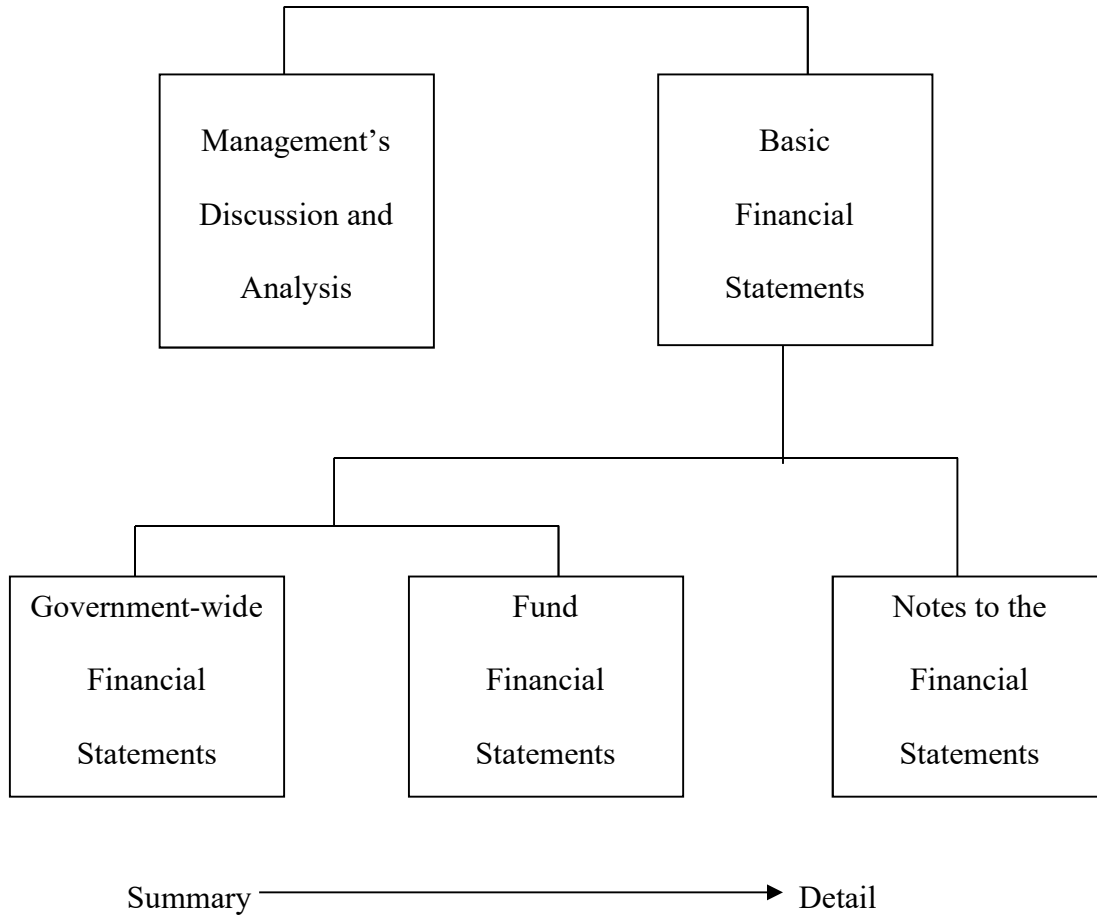 Management’s
Discussion and
Analysis
Basic
Financial
Statements
Government-wide
Financial
Statements
Fund
Financial
Statements
Notes to the
Financial
Statements
Summary
Detail